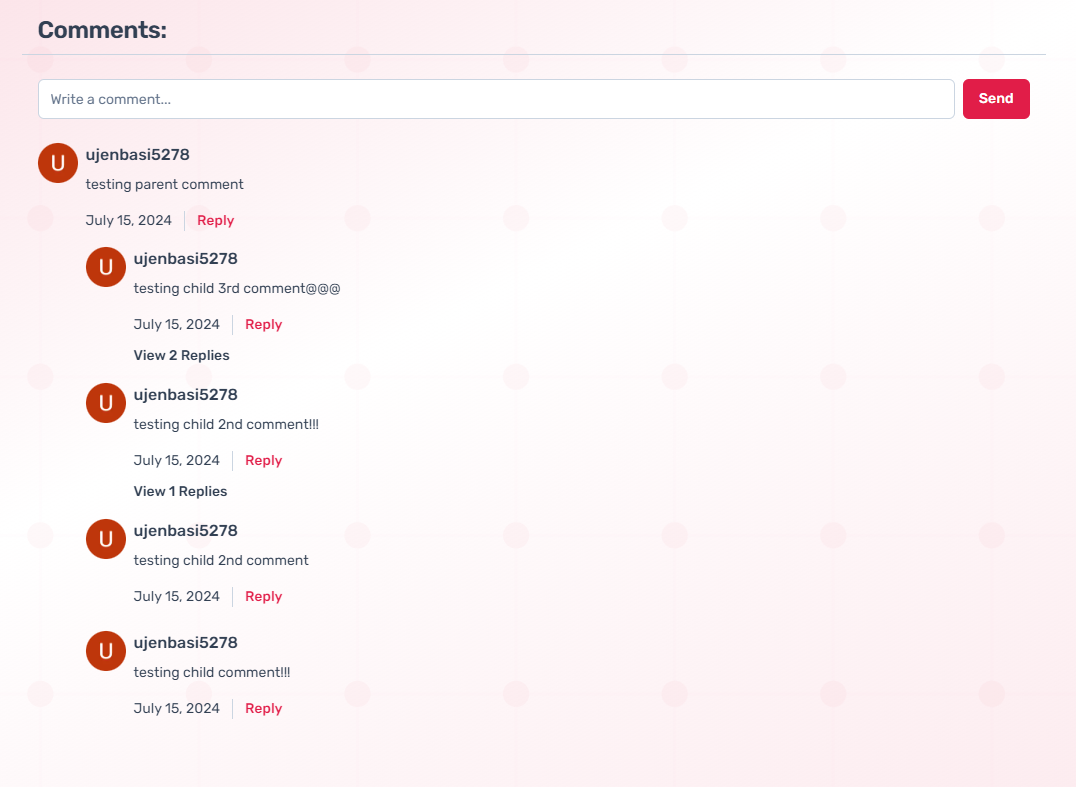 Comments:
Write a comment...
Send
U
ujenbasi5278
testing parent comment
July 15, 2024 Reply
U
ujenbasi5278
testing child 3rd comment@@@
July 15, 2024 Reply
View 2 Replies
U
ujenbasi5278
testing child 2nd comment!!!
July 15, 2024 Reply
View 1 Replies
U
ujenbasi5278
testing child 2nd comment
July 15, 2024 Reply
U
ujenbasi5278
testing child comment!!!
July 15, 2024 Reply